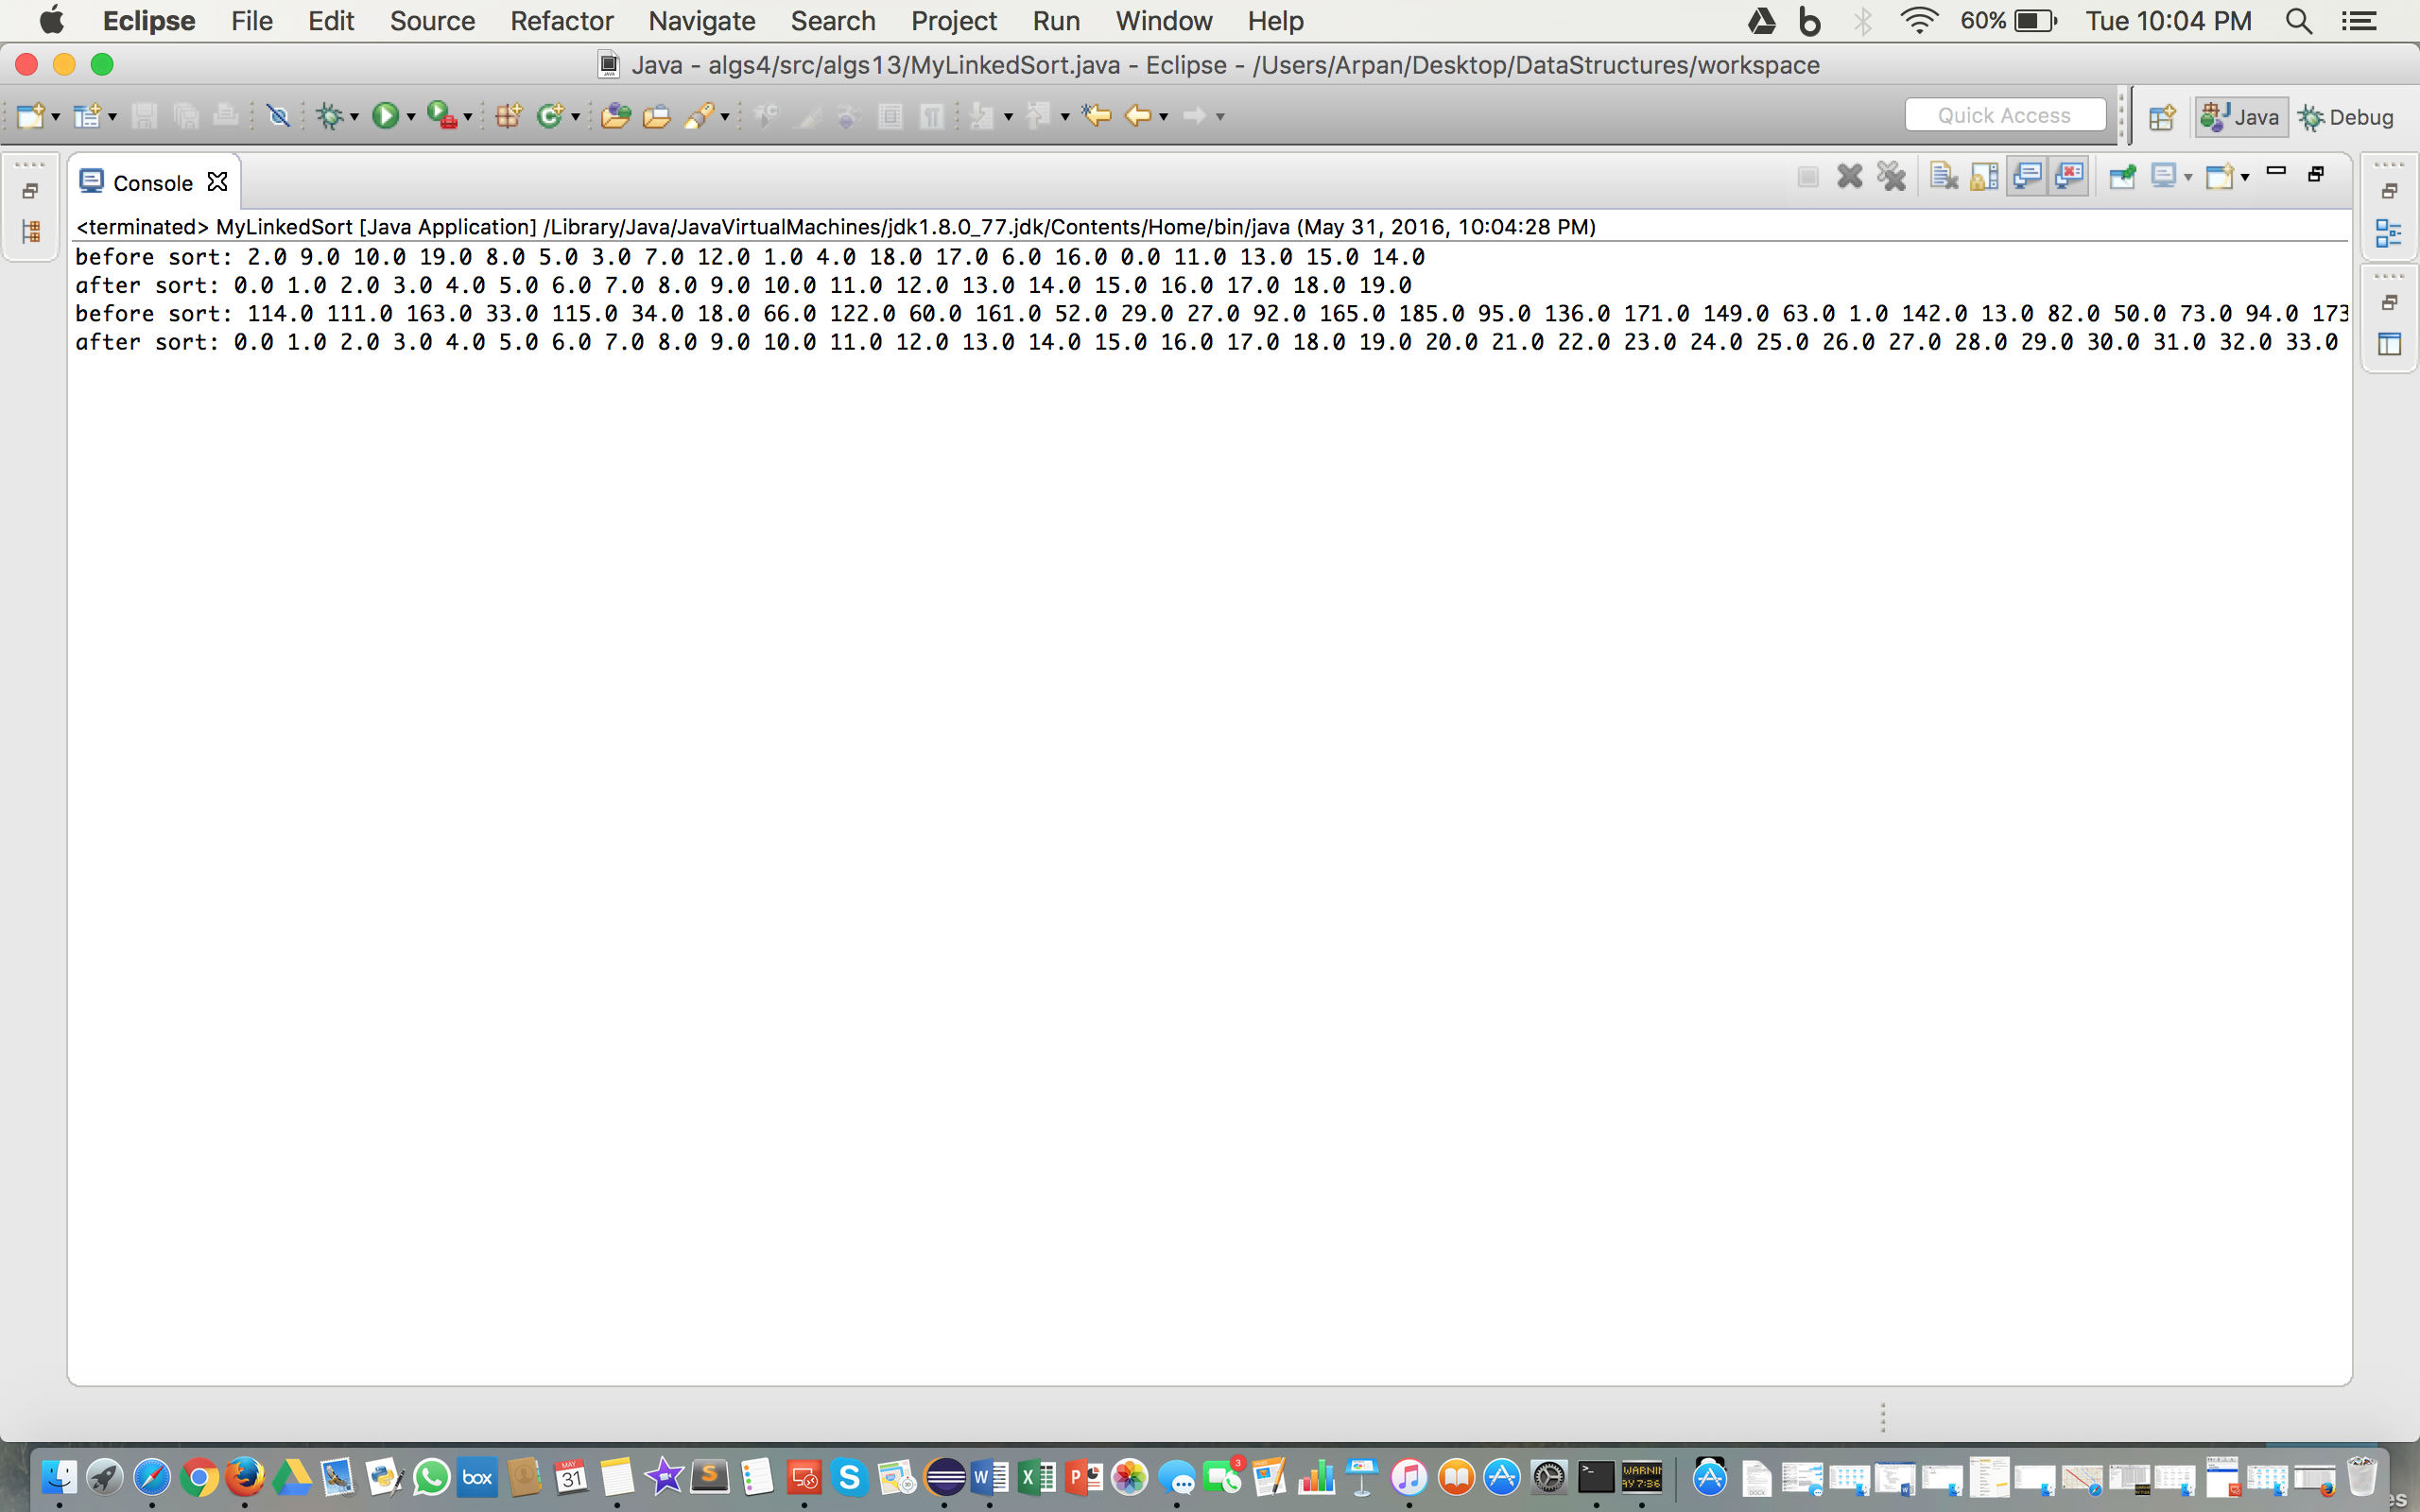 Eclipse File Edit Source Refactor Navigate Search Project Run Window Help 60% Tue 10:04 PM
Java - algs4/src/algs13/MyLinkedSort.java - Eclipse - /Users/Arpan/Desktop/DataStructures/workspace
Quick Access Java Debug
Console
<terminated> MyLinkedSort [Java Application] /Library/Java/JavaVirtualMachines/jdk1.8.0_77.jdk/Contents/Home/bin/java (May 31, 2016, 10:04:28 PM)
before sort: 2.0 9.0 10.0 19.0 8.0 5.0 3.0 7.0 12.0 1.0 4.0 18.0 17.0 6.0 16.0 0.0 11.0 13.0 15.0 14.0
after sort: 0.0 1.0 2.0 3.0 4.0 5.0 6.0 7.0 8.0 9.0 10.0 11.0 12.0 13.0 14.0 15.0 16.0 17.0 18.0 19.0
before sort: 114.0 111.0 163.0 33.0 115.0 34.0 18.0 66.0 122.0 60.0 161.0 52.0 29.0 27.0 92.0 165.0 185.0 95.0 136.0 171.0 149.0 63.0 1.0 142.0 13.0 82.0 50.0 73.0 94.0 173
after sort: 0.0 1.0 2.0 3.0 4.0 5.0 6.0 7.0 8.0 9.0 10.0 11.0 12.0 13.0 14.0 15.0 16.0 17.0 18.0 19.0 20.0 21.0 22.0 23.0 24.0 25.0 26.0 27.0 28.0 29.0 30.0 31.0 32.0 33.0
box MAY 31 3